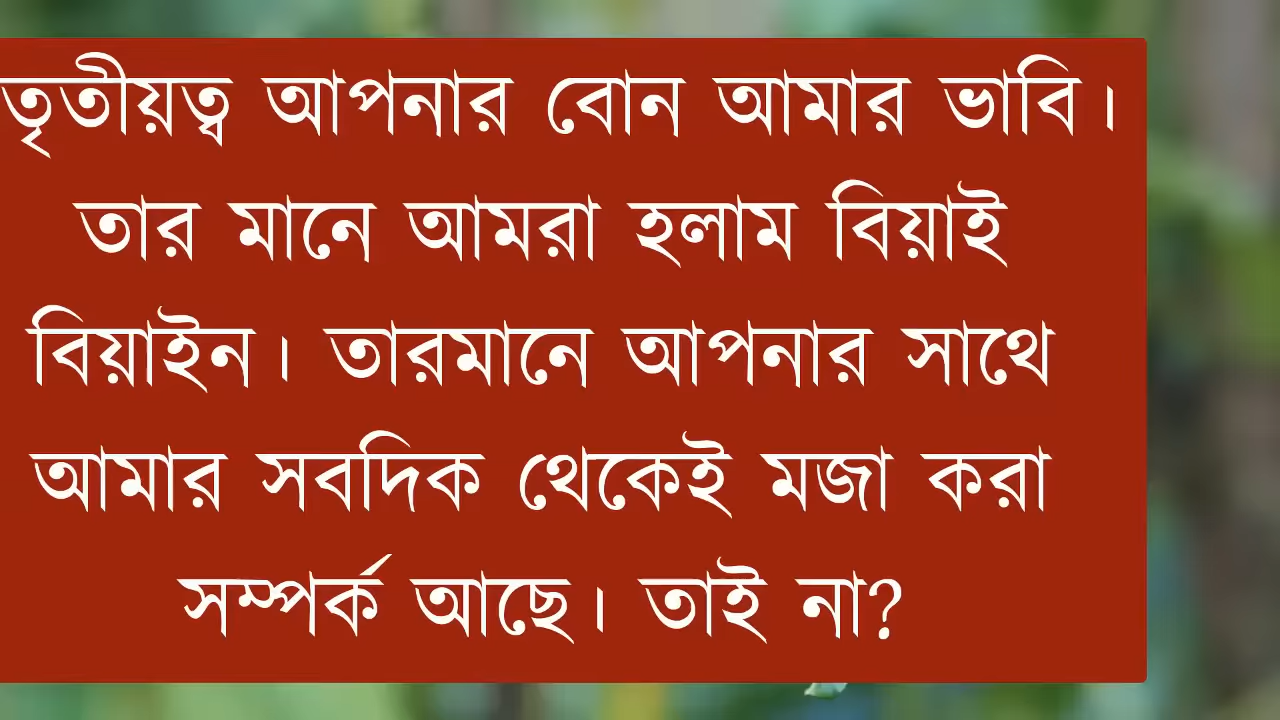 তৃতীয়ত্ব আপনার বোন আমার ভাবি।
তার মানে আমরা হলাম বিয়াই
বিয়াইন। তারমানে আপনার সাথে
আমার সবদিক থেকেই মজা করা
সম্পর্ক আছে। তাই না?